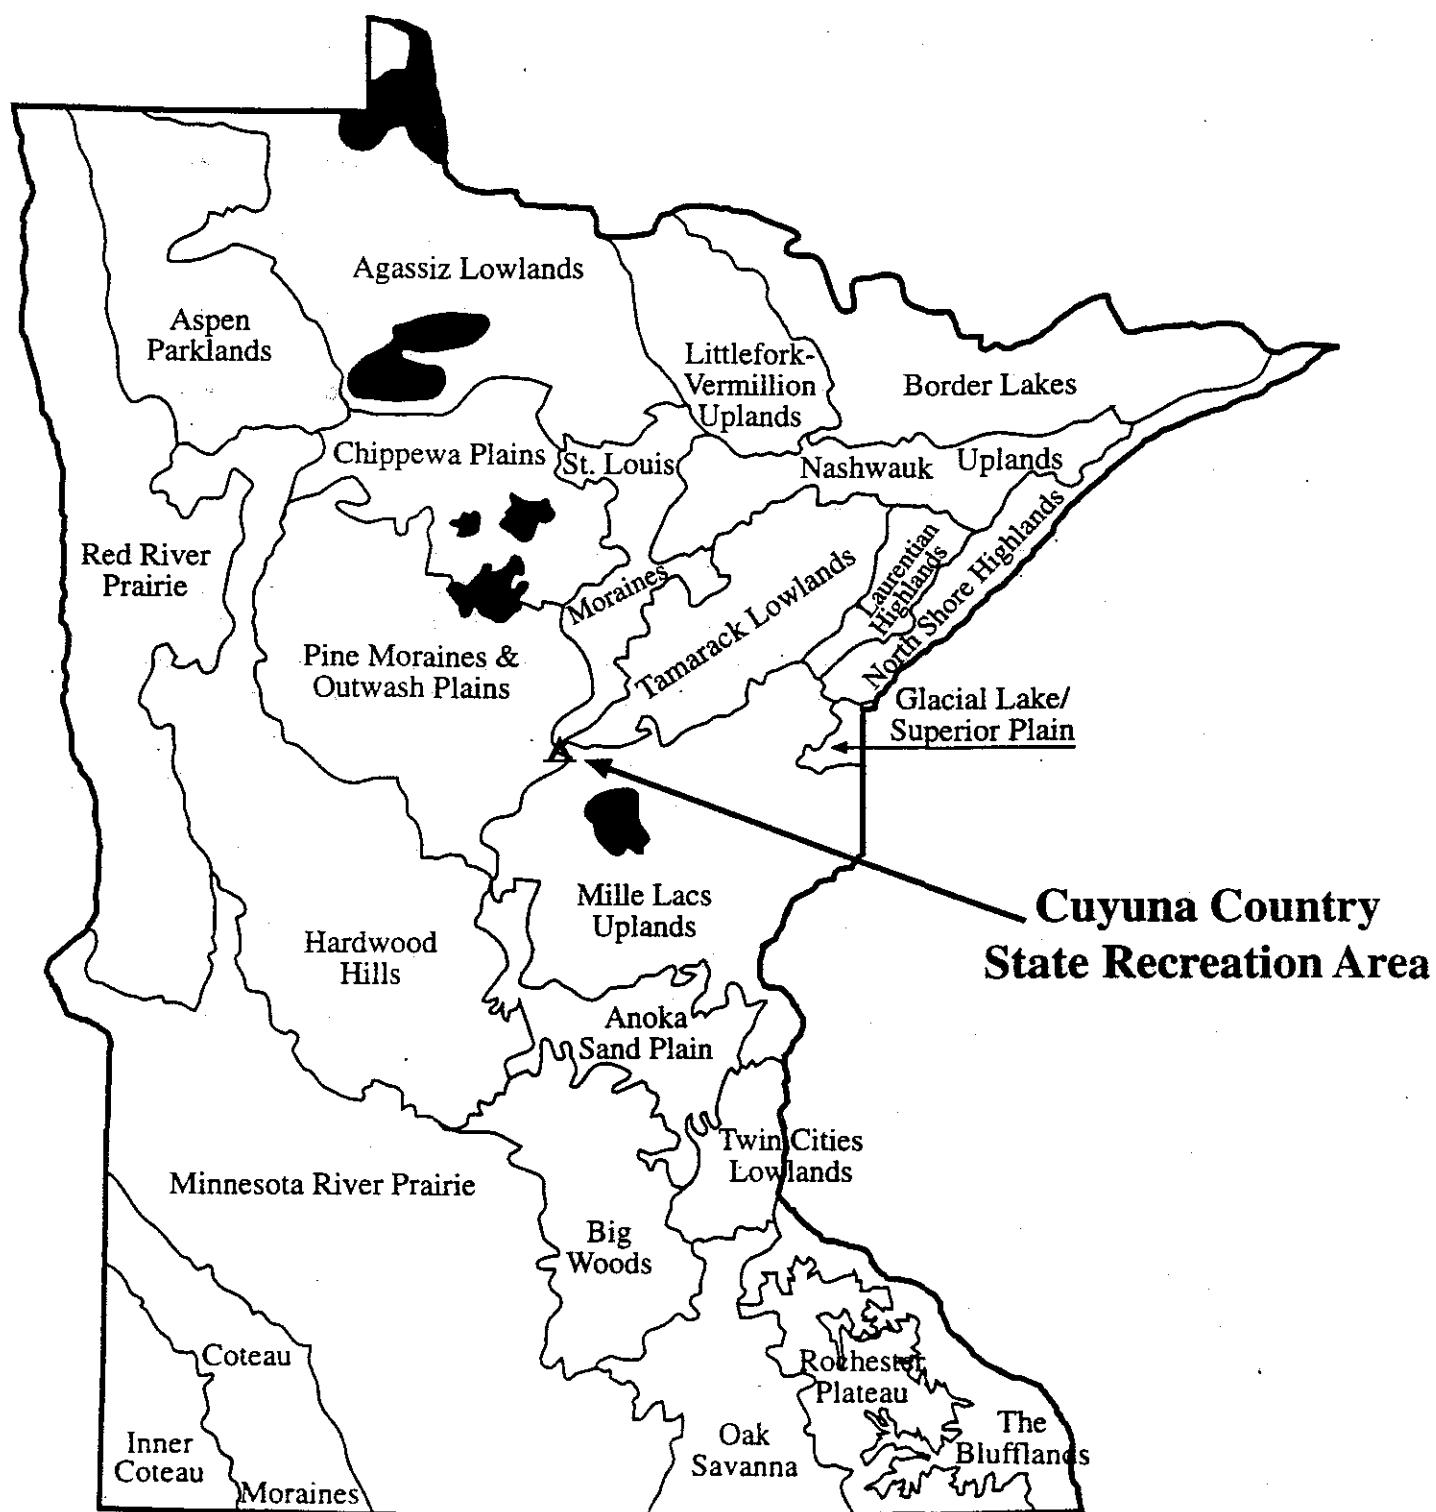 Agassiz Lowlands
Aspen
Parklands
Littlefork-
Vermillion
Uplands
Border Lakes
Chippewa Plains
St. Louis
Moraines
Nashwauk Uplands
Red River
Prairie
Laurentian
Highlands
North Shore Highlands
Tamarack Lowlands
Pine Moraines &
Outwash Plains
Glacial Lake/
Superior Plain
Cuyuna Country
State Recreation Area
Mille Lacs
Uplands
Hardwood
Hills
Anoka
Sand Plain
Twin Cities
Lowlands
Minnesota River Prairie
Big
Woods
Coteau
Moraines
Inner
Coteau
Rochester
Plateau
Oak
Savanna
The
Blufflands